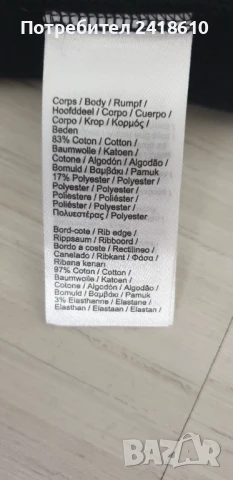 Потребител 2418610
Corps / Body / Rumpf /
Hoofddeel / Corpo / Cuerpo /
Corpo / Krop / Κορμός /
Beden
83% Coton / Cotton /
Baumwolle / Katoen /
Cotone / Algodón / Algodão /
Bomuld / Βαμβάκι / Pamuk
17% Polyester / Polyester /
Polyester / Polyester /
Poliestere / Poliéster /
Poliéster / Polyester /
Πολυεστέρας / Polyester
Bord-cote / Rib edge /
Rippsaum / Ribboord /
Bordo a coste / Rectilineo /
Canelado / Ribkant / Φάσα /
Ribana kenarı
97% Coton / Cotton /
Baumwolle / Katoen /
Cotone / Algodón / Algodão /
Bomuld / Βαμβάκι / Pamuk
3% Elasthanne / Elastane /
Elasthan / Elastaan / Elastan /
BAZAR
bg